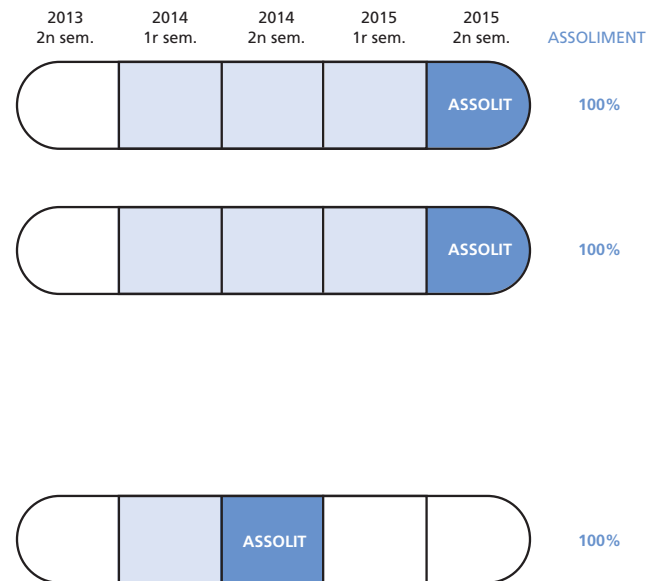 2013 2014 2014 2015 2015
2n sem. 1r sem. 2n sem. 1r sem. 2n sem. ASSOLIMENT
ASSOLIT 100%
ASSOLIT 100%
ASSOLIT 100%